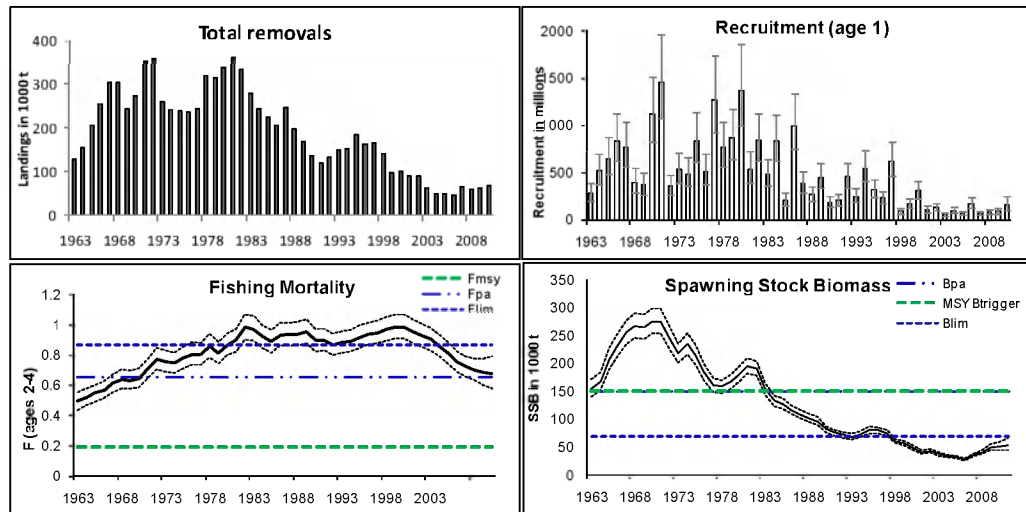 Total removals
Landings in 1000 t
400
300
200
100
0
1963 1968 1973 1978 1983 1988 1993 1998 2003 2008
Recruitment (age 1)
Recruitment in millions
2000
1500
1000
500
0
1963 1968 1973 1978 1983 1988 1993 1998 2003 2008
Fishing Mortality
Fmsy
Fpa
Flim
F (ages 2-4)
1.2
1
0.8
0.6
0.4
0.2
0
1963 1968 1973 1978 1983 1988 1993 1998 2003
Spawning Stock Biomass
Bpa
MSY Btrigger
Blim
SSB in 1000 t
350
300
250
200
150
100
50
0
1963 1968 1973 1978 1983 1988 1993 1998 2003 2008